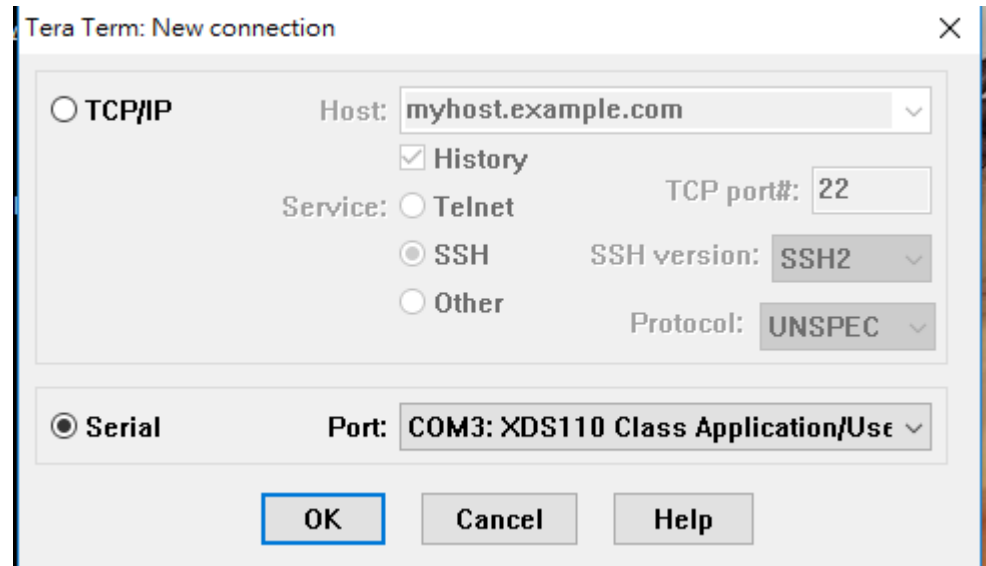 Tera Term: New connection
TCP/IP
Host: myhost.example.com
History
Service: Telnet
TCP port#: 22
SSH
SSH version: SSH2
Other
Protocol: UNSPEC
Serial
Port: COM3: XDS110 Class Application/Use
OK
Cancel
Help